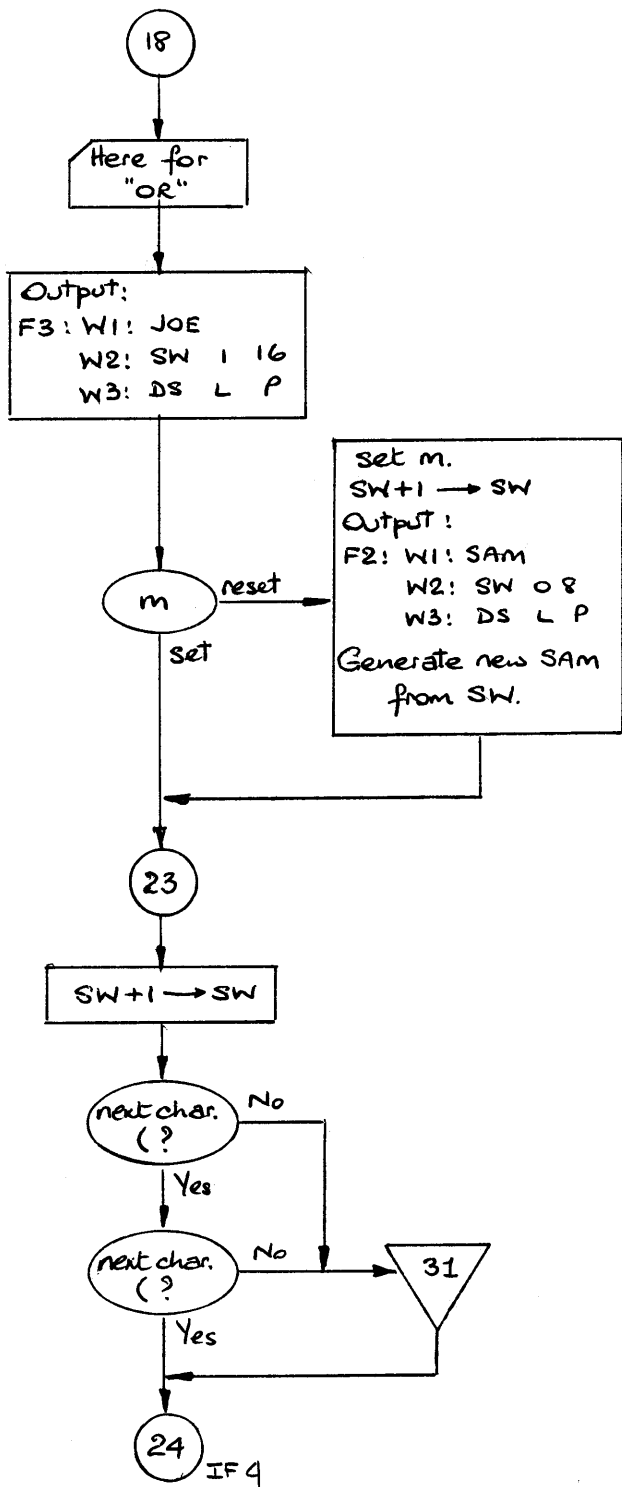 18
Here for
"OR"
Output:
F3: W1: JOE
W2: SW 1 16
W3: DS L P
m
reset
set
set m.
SW+1 → SW
Output:
F2: W1: SAM
W2: SW 0 8
W3: DS L P
Generate new SAM
from SW.
23
SW+1 → SW
next char.
(?
No
Yes
next char.
(?
No
Yes
31
24
IF4